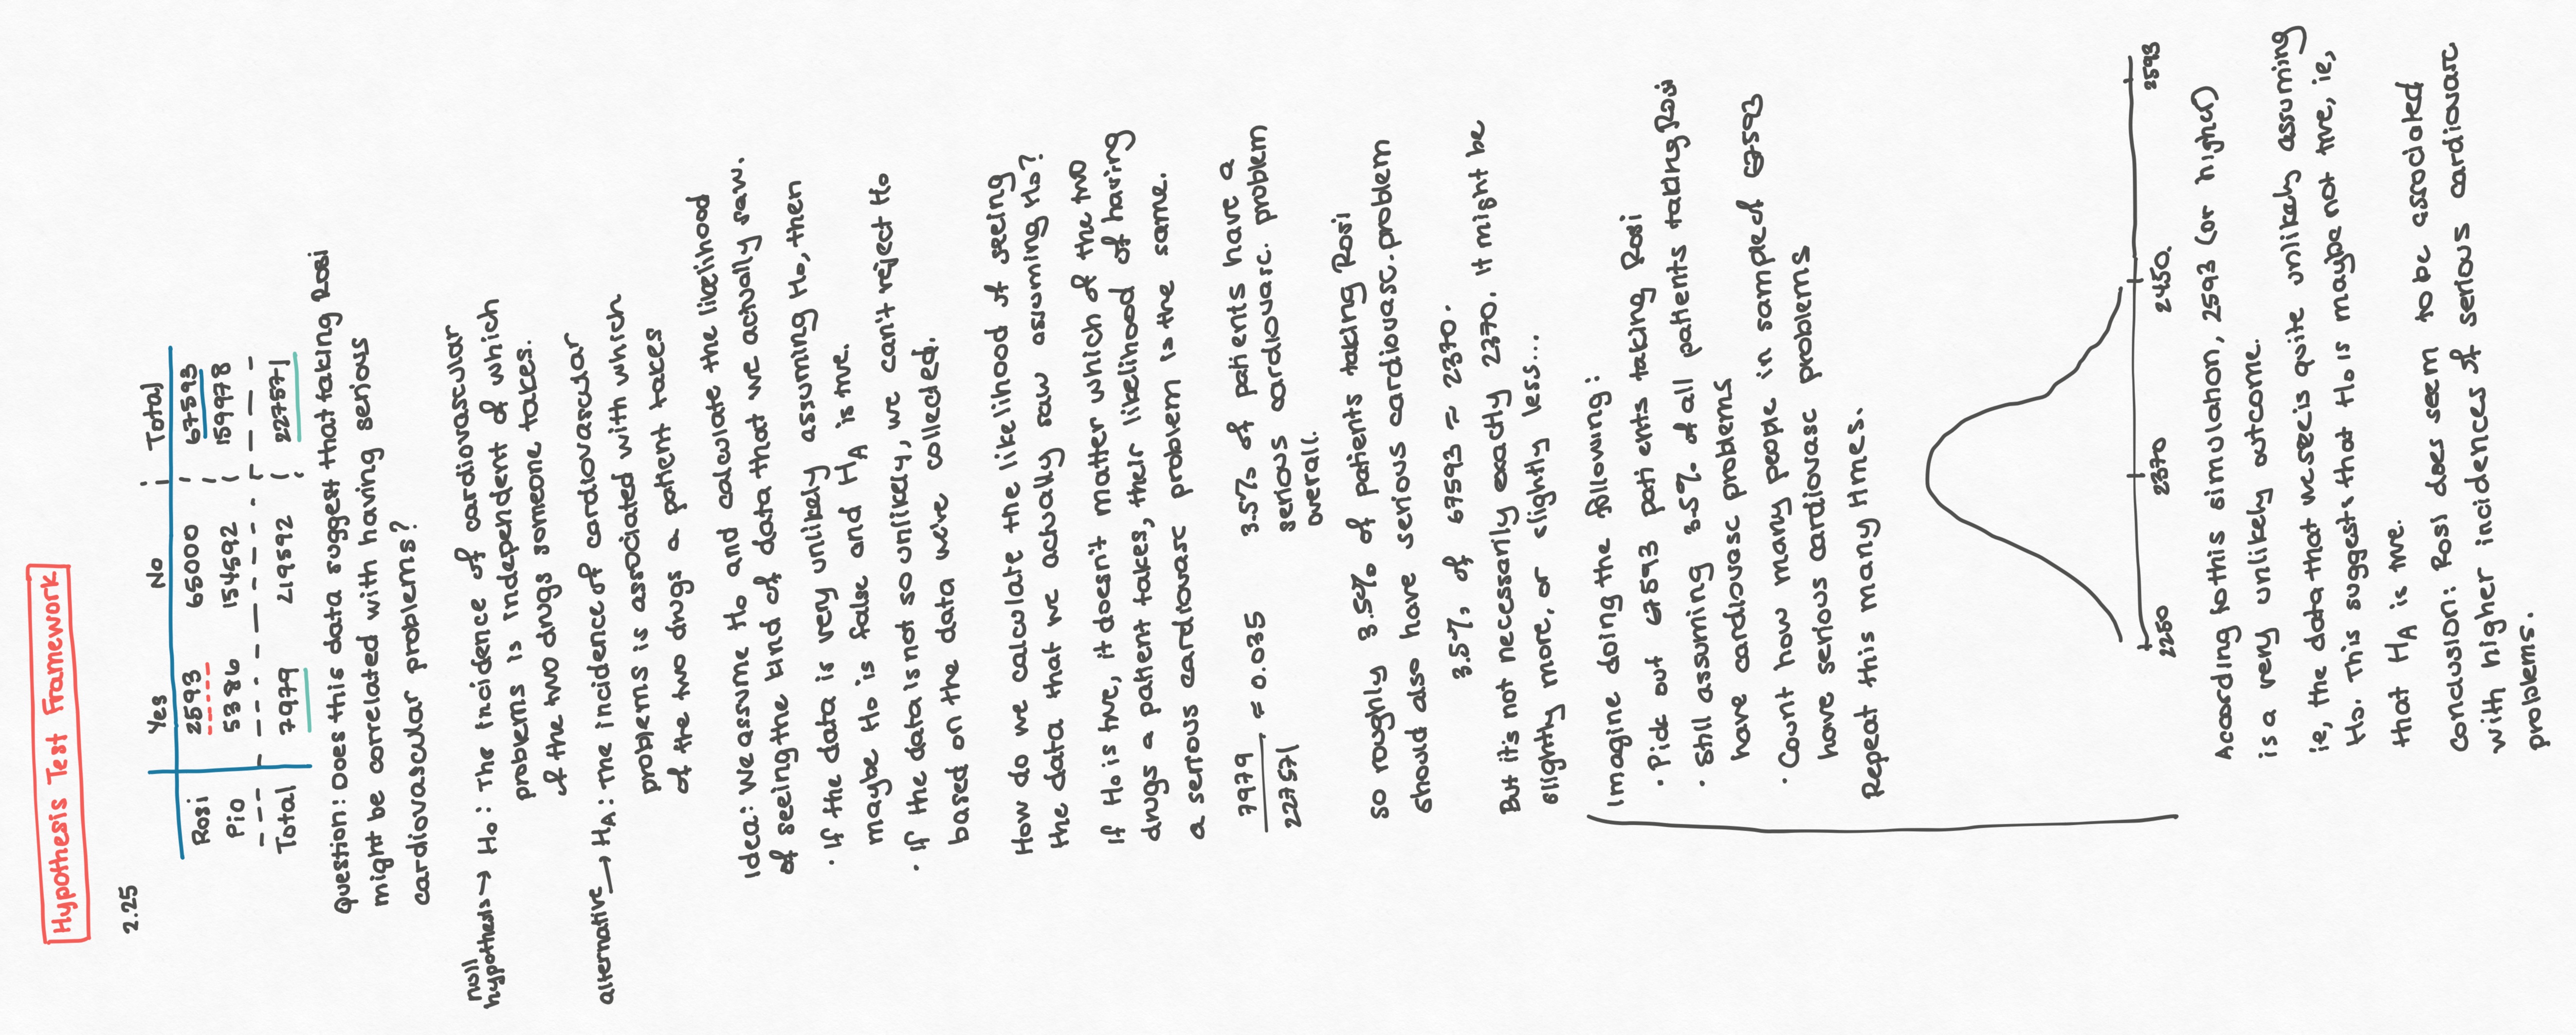 Hypothesis Test Framework
2.25
Yes No Total
Rosi 2593 65000 67593
Pio 5386 154592 159978
Total 7979 219592 227571
Question: Does this data suggest that taking Rosi
might be correlated with having serious
cardiovascular problems?
null
hypothesis → H₀: The incidence of cardiovascular
problems is independent of which
of the two drugs someone takes.
alternative → H_A: The incidence of cardiovascular
problems is associated with which
of the two drugs a patient takes
Idea: We assume H₀ and calculate the likelihood
of seeing the kind of data that we actually saw.
· If the data is very unlikely assuming H₀, then
maybe H₀ is false and H_A is true.
· If the data is not so unlikely, we can't reject H₀
based on the data we've collected.
How do we calculate the likelihood of seeing
the data that we actually saw assuming H₀?
If H₀ is true, it doesn't matter which of the two
drugs a patient takes, their likelihood of having
a serious cardiovasc problem is the same.
7979
227571 ≈ 0.035
3.5% of patients have a
serious cardiovasc. problem
overall.
so roughly 3.5% of patients taking Rosi
should also have serious cardiovasc. problem
3.5% of 67593 ≈ 2370.
But it's not necessarily exactly 2370. It might be
slightly more, or slightly less...
Imagine doing the following:
· Pick out 67593 patients taking Rosi
· Still assuming 3.5% of all patients taking Rosi
have cardiovasc problems
· Count how many people in sample of 67593
have serious cardiovasc problems
Repeat this many times.
2250 2370 2450. 2593
According to this simulation, 2593 (or higher)
is a very unlikely outcome.
ie, the data that we see is quite unlikely assuming
H₀. This suggests that H₀ is maybe not true, ie,
that H_A is true.
Conclusion: Rosi does seem to be associated
with higher incidences of serious cardiovasc
problems.